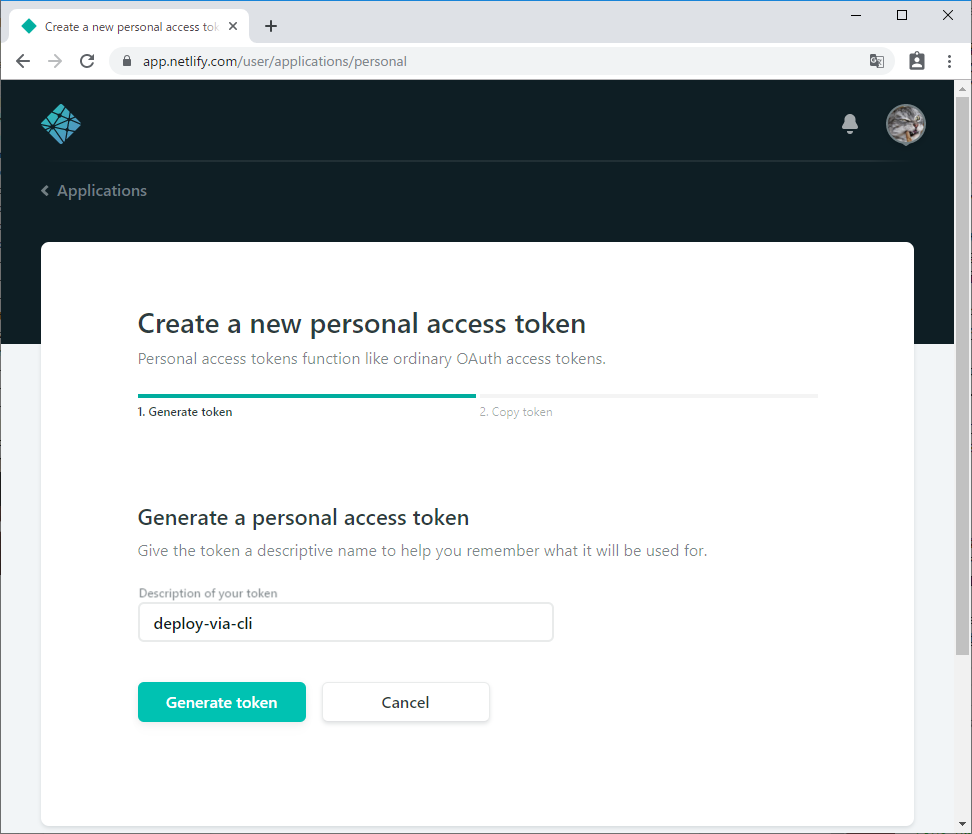 Create a new personal access tok
app.netlify.com/user/applications/personal
Applications
Create a new personal access token
Personal access tokens function like ordinary OAuth access tokens.
1. Generate token
2. Copy token
Generate a personal access token
Give the token a descriptive name to help you remember what it will be used for.
Description of your token
deploy-via-cli
Generate token
Cancel